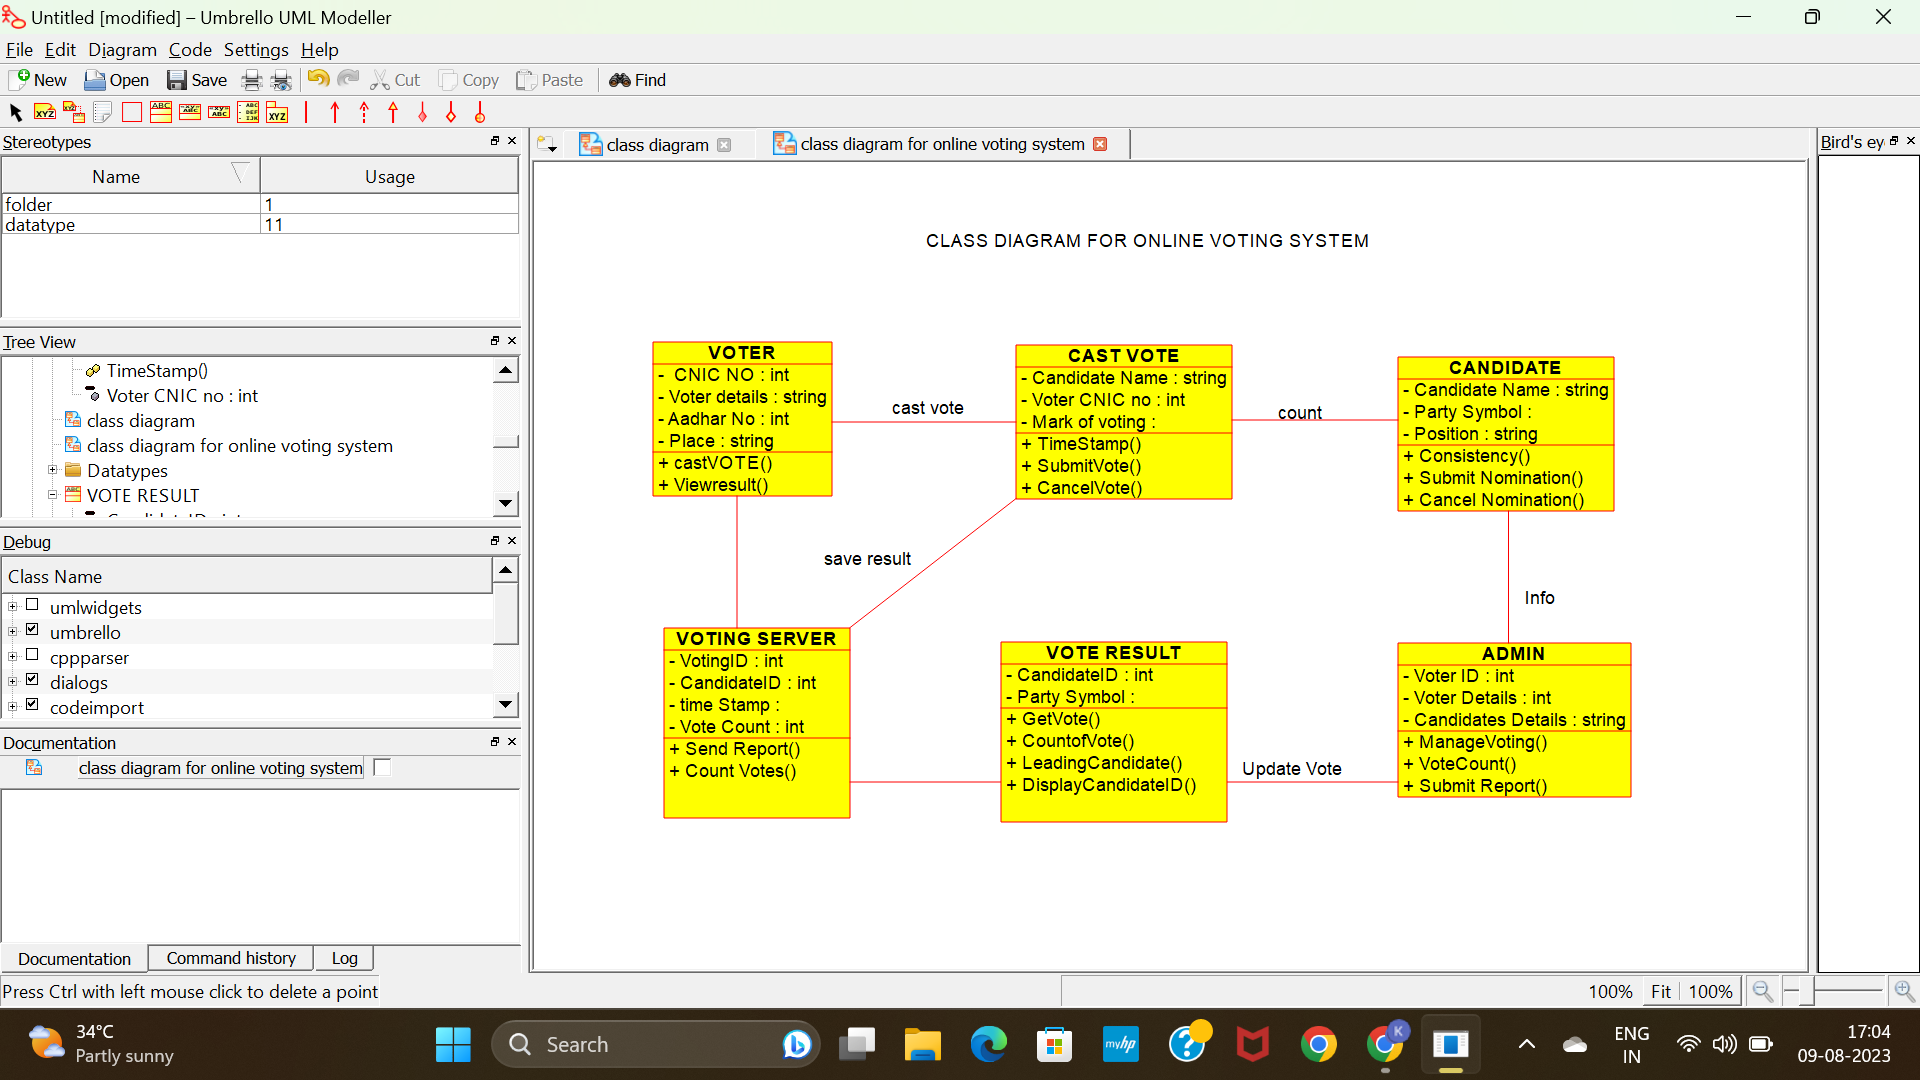 Untitled [modified] – Umbrello UML Modeller
File Edit Diagram Code Settings Help
New Open Save Cut Copy Paste Find
Stereotypes
Name Usage
folder 1
datatype 11
Tree View
TimeStamp()
Voter CNIC no : int
class diagram
class diagram for online voting system
Datatypes
VOTE RESULT
Debug
Class Name
umlwidgets
umbrello
cppparser
dialogs
codeimport
Documentation
class diagram for online voting system
Documentation Command history Log
Press Ctrl with left mouse click to delete a point
class diagram
class diagram for online voting system
Bird's ey
CLASS DIAGRAM FOR ONLINE VOTING SYSTEM
VOTER
- CNIC NO : int
- Voter details : string
- Aadhar No : int
- Place : string
+ castVOTE()
+ Viewresult()
cast vote
CAST VOTE
- Candidate Name : string
- Voter CNIC no : int
- Mark of voting :
+ TimeStamp()
+ SubmitVote()
+ CancelVote()
count
CANDIDATE
- Candidate Name : string
- Party Symbol :
- Position : string
+ Consistency()
+ Submit Nomination()
+ Cancel Nomination()
save result
Info
VOTING SERVER
- VotingID : int
- CandidateID : int
- time Stamp :
- Vote Count : int
+ Send Report()
+ Count Votes()
VOTE RESULT
- CandidateID : int
- Party Symbol :
+ GetVote()
+ CountofVote()
+ LeadingCandidate()
+ DisplayCandidateID()
Update Vote
ADMIN
- Voter ID : int
- Voter Details : int
- Candidates Details : string
+ ManageVoting()
+ VoteCount()
+ Submit Report()
100% Fit 100%
34°C
Partly sunny
Search
myhp
K
ENG
IN
17:04
09-08-2023